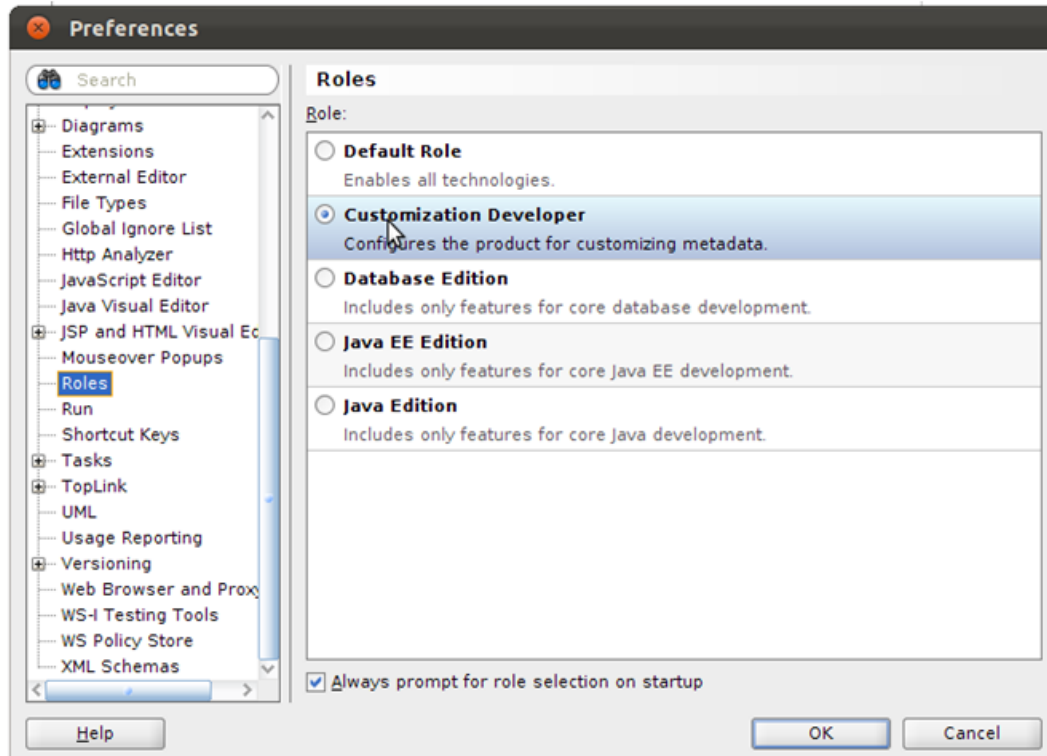 Preferences
Search
Diagrams
Extensions
External Editor
File Types
Global Ignore List
Http Analyzer
JavaScript Editor
Java Visual Editor
JSP and HTML Visual Ec
Mouseover Popups
Roles
Run
Shortcut Keys
Tasks
TopLink
UML
Usage Reporting
Versioning
Web Browser and Proxy
WS-I Testing Tools
WS Policy Store
XML Schemas
Roles
Role:
Default Role
Enables all technologies.
Customization Developer
Configures the product for customizing metadata.
Database Edition
Includes only features for core database development.
Java EE Edition
Includes only features for core Java EE development.
Java Edition
Includes only features for core Java development.
Always prompt for role selection on startup
Help
OK
Cancel